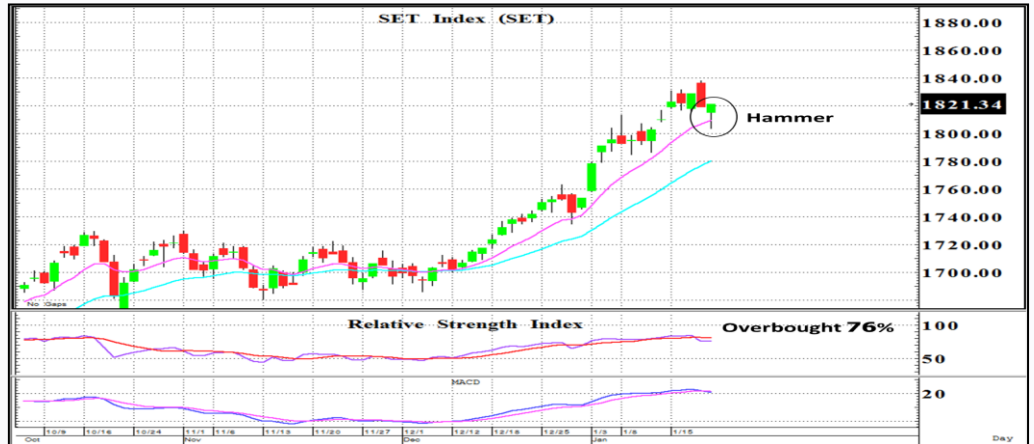 SET Index (SET)
1880.00
1860.00
1840.00
1821.34
Hammer
1800.00
1780.00
1760.00
1740.00
1720.00
1700.00
No Gaps
Relative Strength Index
Overbought 76%
100
50
MACD
20
10/9 10/16 10/24 11/1 11/6 11/13 11/20 11/27 12/1 12/12 12/18 12/25 1/3 1/8 1/15
Oct Nov Dec Jan Day